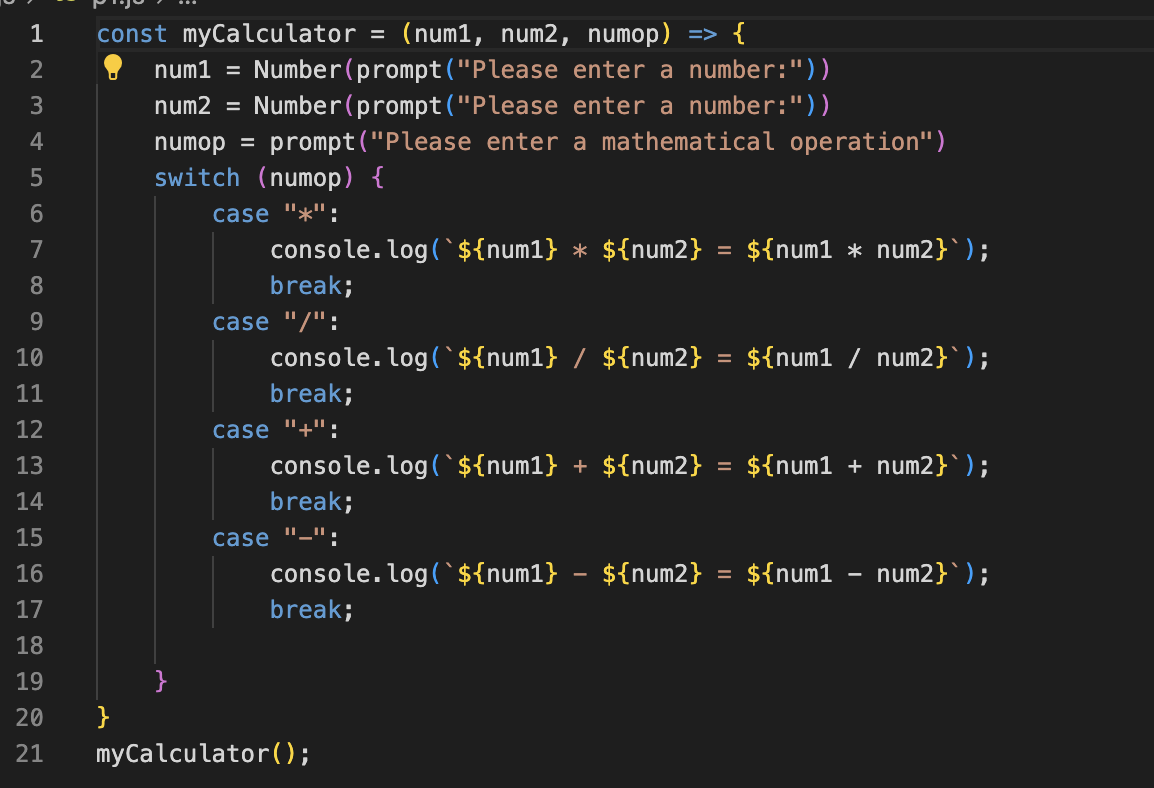 1 const myCalculator = (num1, num2, numop) => {
2     num1 = Number(prompt("Please enter a number:"))
3     num2 = Number(prompt("Please enter a number:"))
4     numop = prompt("Please enter a mathematical operation")
5     switch (numop) {
6         case "*":
7             console.log(`${num1} * ${num2} = ${num1 * num2}`);
8             break;
9         case "/":
10             console.log(`${num1} / ${num2} = ${num1 / num2}`);
11             break;
12         case "+":
13             console.log(`${num1} + ${num2} = ${num1 + num2}`);
14             break;
15         case "-":
16             console.log(`${num1} - ${num2} = ${num1 - num2}`);
17             break;
18
19     }
20 }
21 myCalculator();